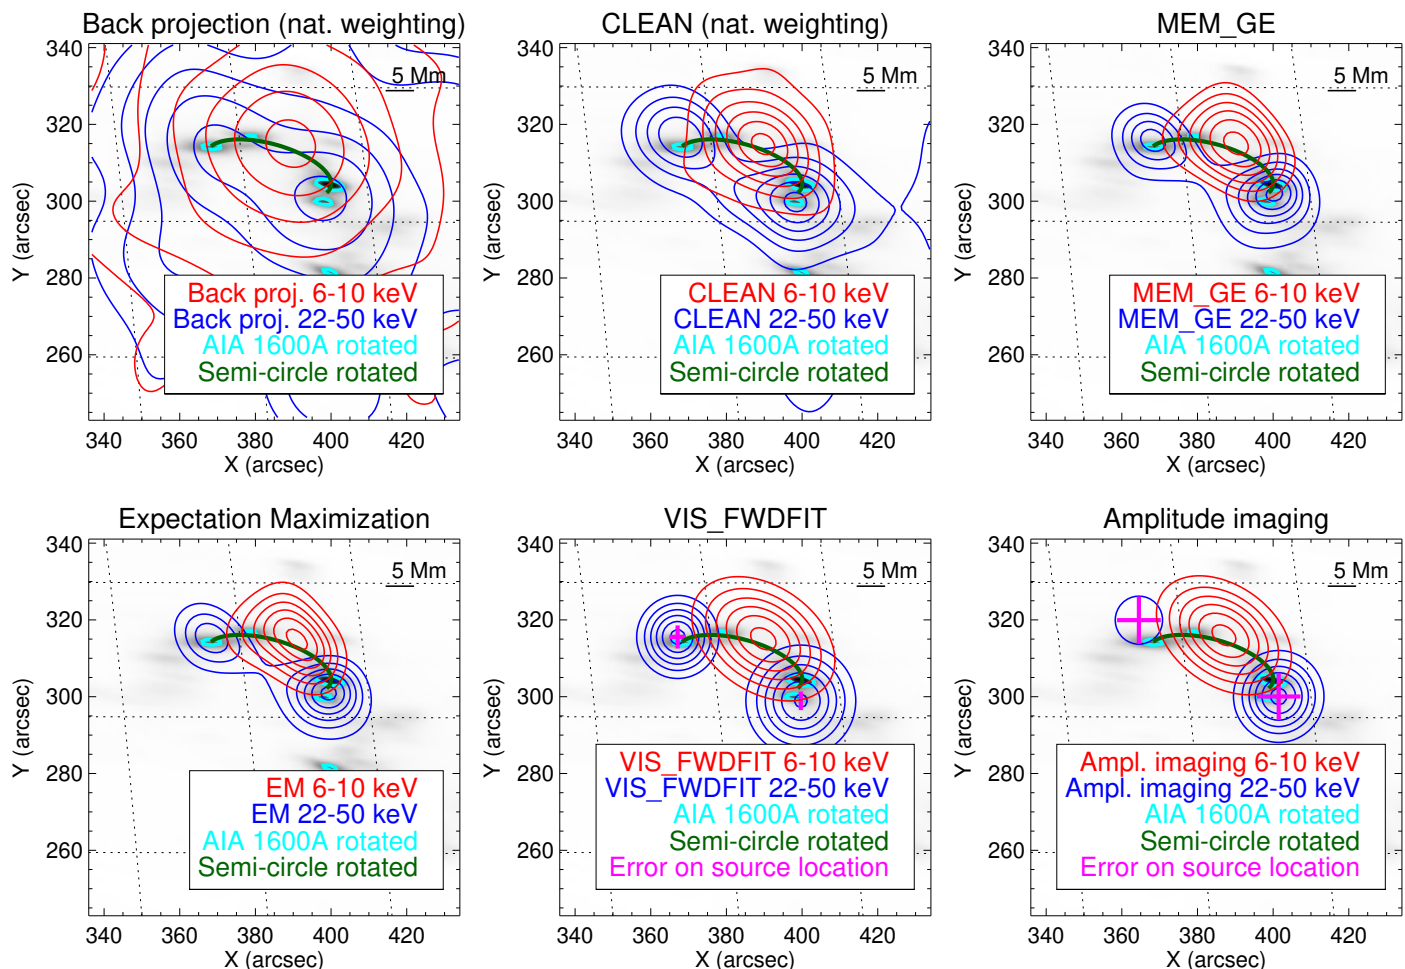 Back projection (nat. weighting)
340
320
300
280
260
Y (arcsec)
5 Mm
Back proj. 6-10 keV
Back proj. 22-50 keV
AIA 1600A rotated
Semi-circle rotated
340 360 380 400 420
X (arcsec)
CLEAN (nat. weighting)
340
320
300
280
260
Y (arcsec)
5 Mm
CLEAN 6-10 keV
CLEAN 22-50 keV
AIA 1600A rotated
Semi-circle rotated
340 360 380 400 420
X (arcsec)
MEM_GE
340
320
300
280
260
Y (arcsec)
5 Mm
MEM_GE 6-10 keV
MEM_GE 22-50 keV
AIA 1600A rotated
Semi-circle rotated
340 360 380 400 420
X (arcsec)
Expectation Maximization
340
320
300
280
260
Y (arcsec)
5 Mm
EM 6-10 keV
EM 22-50 keV
AIA 1600A rotated
Semi-circle rotated
340 360 380 400 420
X (arcsec)
VIS_FWDFIT
340
320
300
280
260
Y (arcsec)
5 Mm
VIS_FWDFIT 6-10 keV
VIS_FWDFIT 22-50 keV
AIA 1600A rotated
Semi-circle rotated
Error on source location
340 360 380 400 420
X (arcsec)
Amplitude imaging
340
320
300
280
260
Y (arcsec)
5 Mm
Ampl. imaging 6-10 keV
Ampl. imaging 22-50 keV
AIA 1600A rotated
Semi-circle rotated
Error on source location
340 360 380 400 420
X (arcsec)